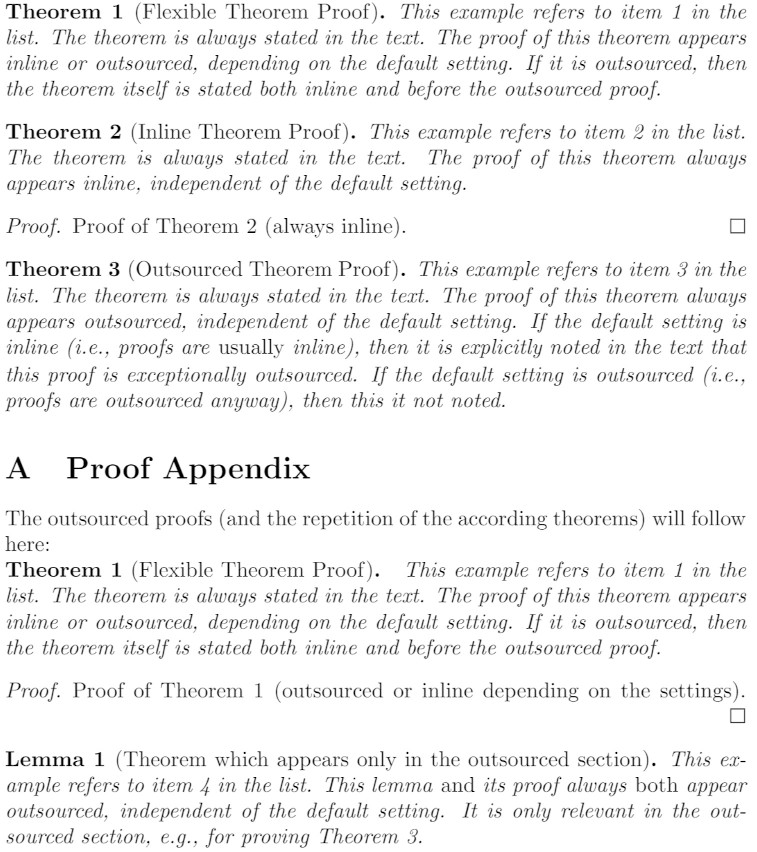 Theorem 1 (Flexible Theorem Proof). This example refers to item 1 in the
list. The theorem is always stated in the text. The proof of this theorem appears
inline or outsourced, depending on the default setting. If it is outsourced, then
the theorem itself is stated both inline and before the outsourced proof.
Theorem 2 (Inline Theorem Proof). This example refers to item 2 in the list.
The theorem is always stated in the text. The proof of this theorem always
appears inline, independent of the default setting.
Proof. Proof of Theorem 2 (always inline). □
Theorem 3 (Outsourced Theorem Proof). This example refers to item 3 in the
list. The theorem is always stated in the text. The proof of this theorem always
appears outsourced, independent of the default setting. If the default setting is
inline (i.e., proofs are usually inline), then it is explicitly noted in the text that
this proof is exceptionally outsourced. If the default setting is outsourced (i.e.,
proofs are outsourced anyway), then this it not noted.
A Proof Appendix
The outsourced proofs (and the repetition of the according theorems) will follow
here:
Theorem 1 (Flexible Theorem Proof). This example refers to item 1 in the
list. The theorem is always stated in the text. The proof of this theorem appears
inline or outsourced, depending on the default setting. If it is outsourced, then
the theorem itself is stated both inline and before the outsourced proof.
Proof. Proof of Theorem 1 (outsourced or inline depending on the settings).
□
Lemma 1 (Theorem which appears only in the outsourced section). This ex-
ample refers to item 4 in the list. This lemma and its proof always both appear
outsourced, independent of the default setting. It is only relevant in the out-
sourced section, e.g., for proving Theorem 3.